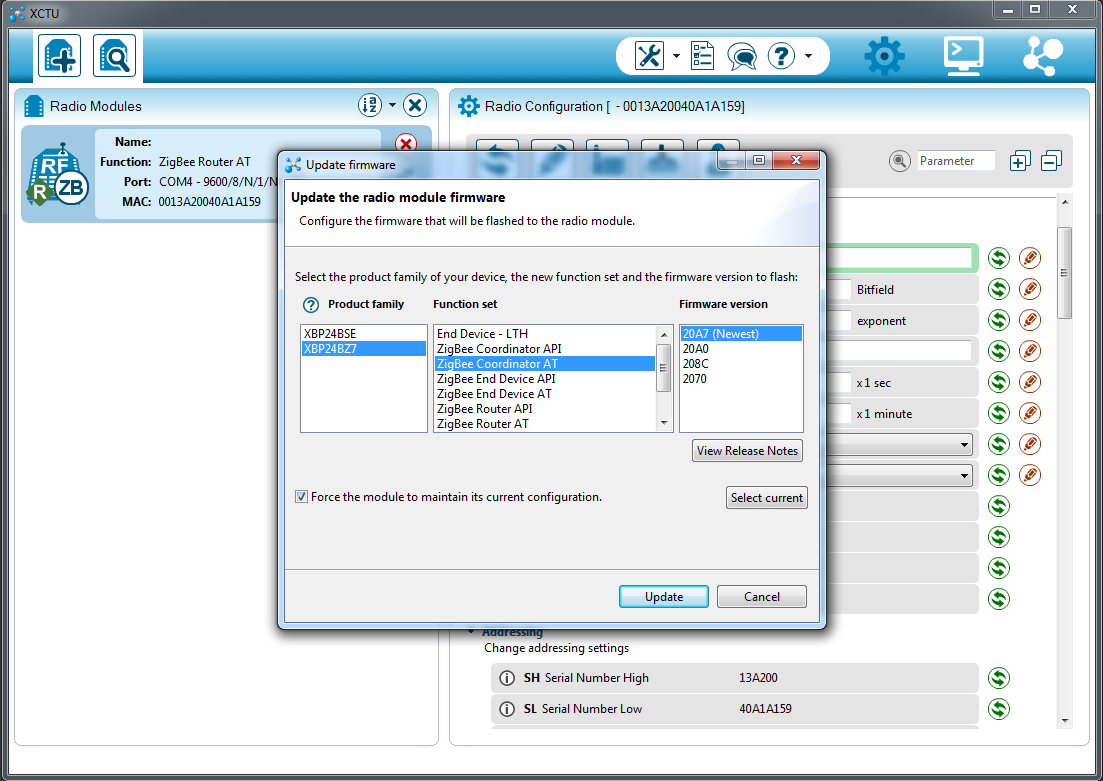 XCTU
Radio Modules
Radio Configuration [ - 0013A20040A1A159]
Name:
Function: ZigBee Router AT
Port: COM4 - 9600/8/N/1/N
MAC: 0013A20040A1A159
RF
R
ZB
Parameter
Update firmware
Update the radio module firmware
Configure the firmware that will be flashed to the radio module.
Select the product family of your device, the new function set and the firmware version to flash:
Product family Function set Firmware version
XBP24BSE
XBP24BZ7
End Device - LTH
ZigBee Coordinator API
ZigBee Coordinator AT
ZigBee End Device API
ZigBee End Device AT
ZigBee Router API
ZigBee Router AT
20A7 (Newest)
20A0
208C
2070
View Release Notes
Force the module to maintain its current configuration.
Select current
Update
Cancel
Bitfield
exponent
x 1 sec
x 1 minute
Addressing
Change addressing settings
SH Serial Number High 13A200
SL Serial Number Low 40A1A159